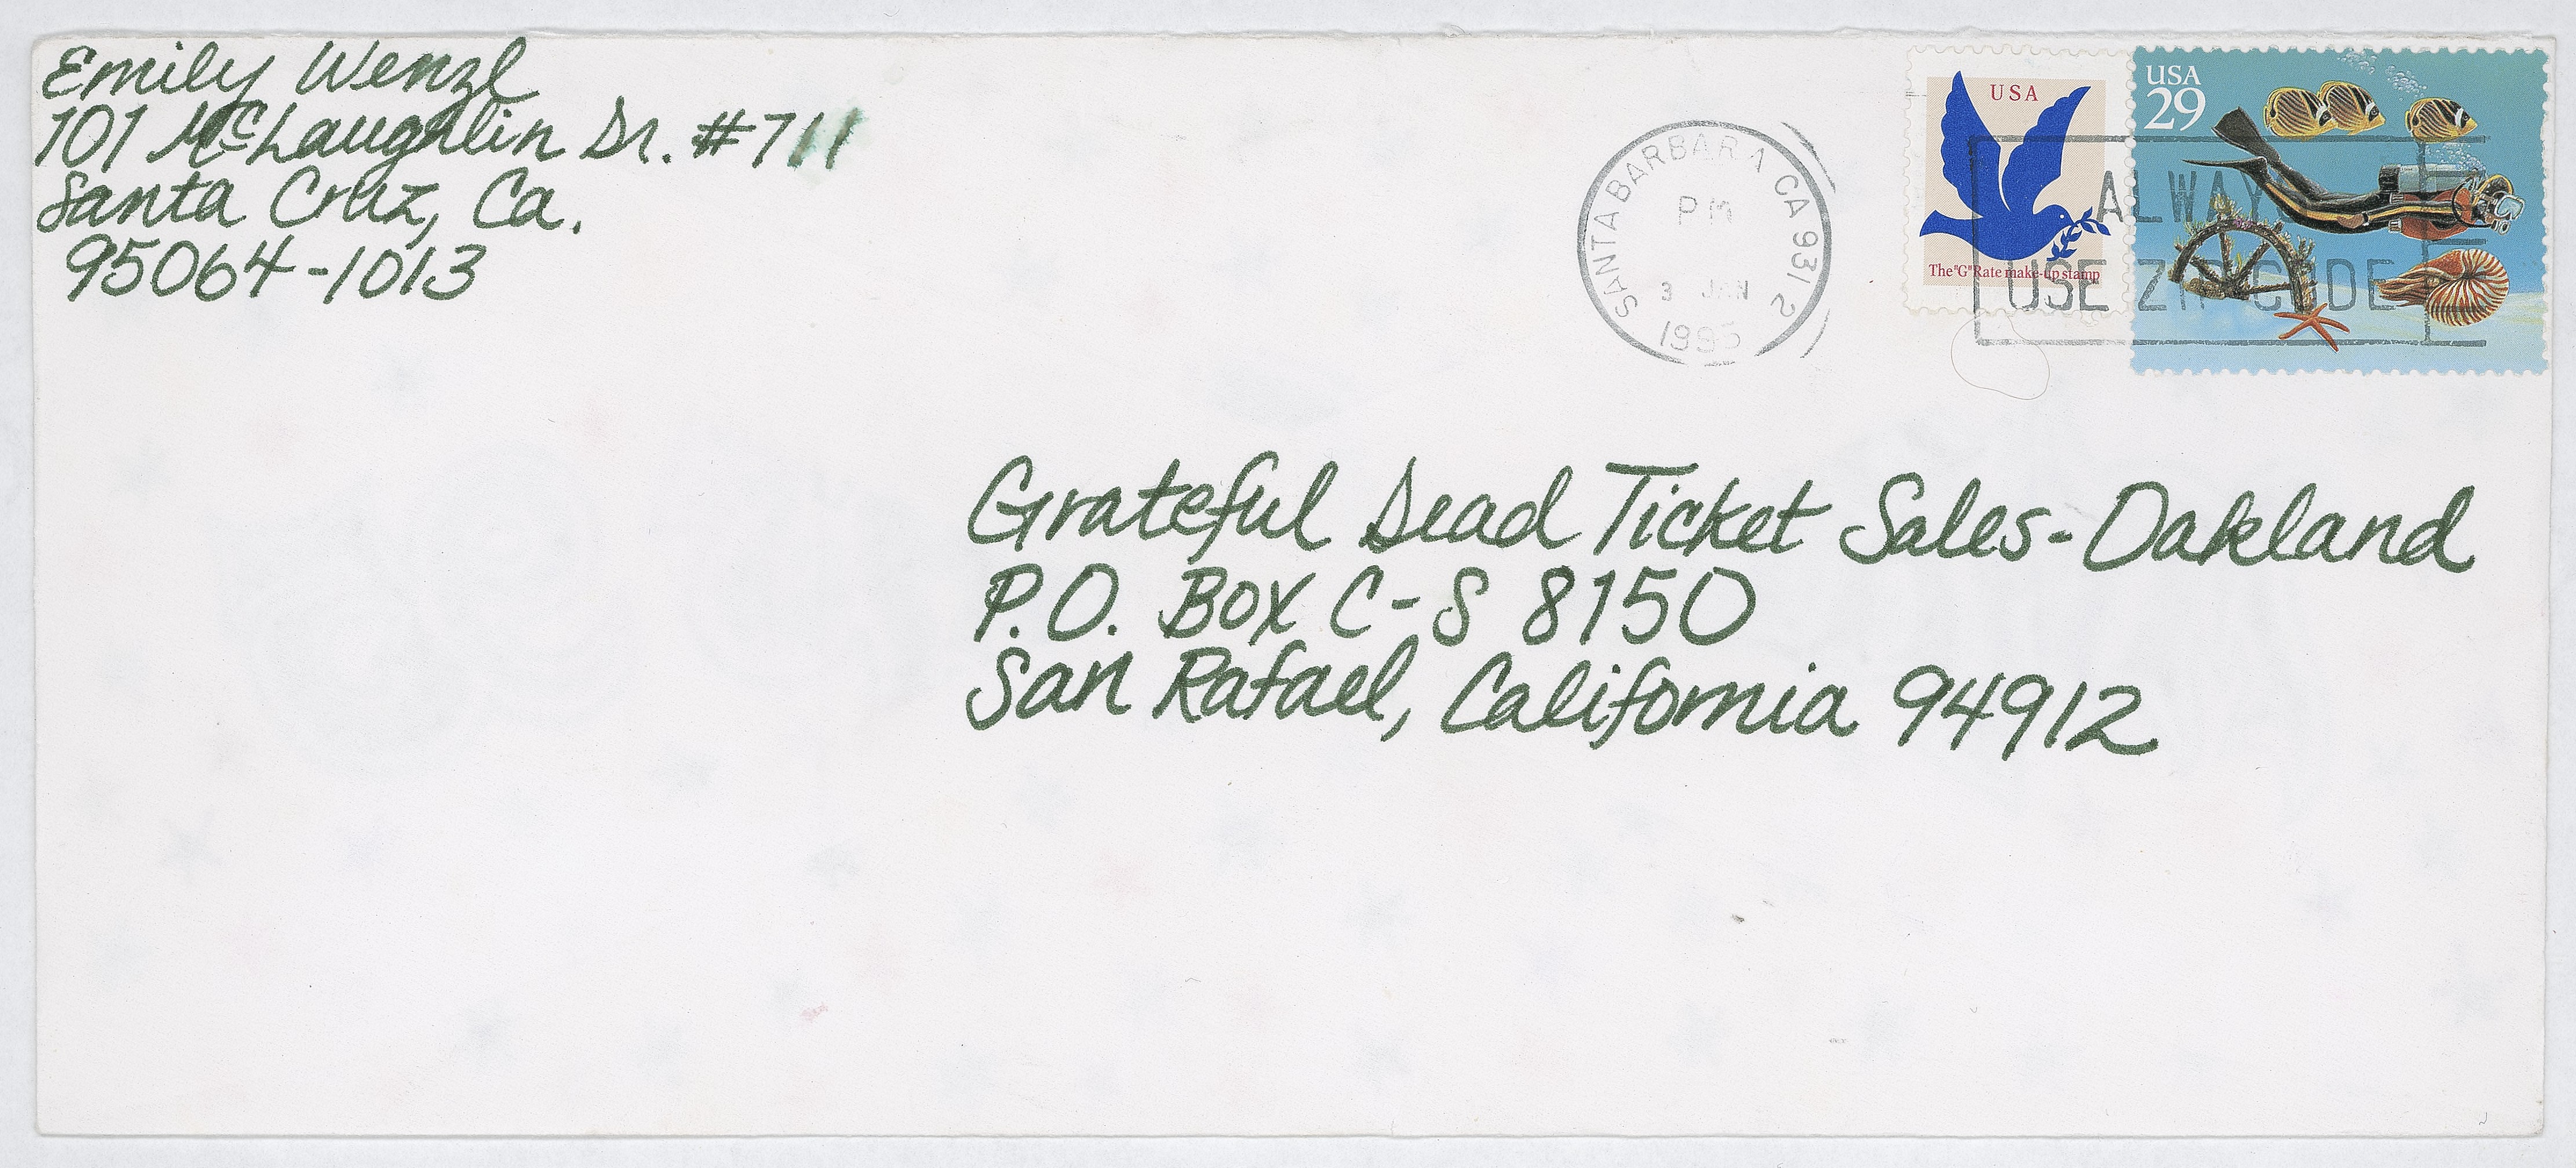 Emily Wenzl
101 McLaughlin Dr. #711
Santa Cruz, Ca.
95064-1013
SANTA BARBARA CA 931 2
PM
3 JAN
1995
USA
The "G" Rate make-up stamp
USA
29
ALWAYS
USE ZIP CODE
Grateful Dead Ticket Sales-Oakland
P.O. Box C-S 8150
San Rafael, California 94912